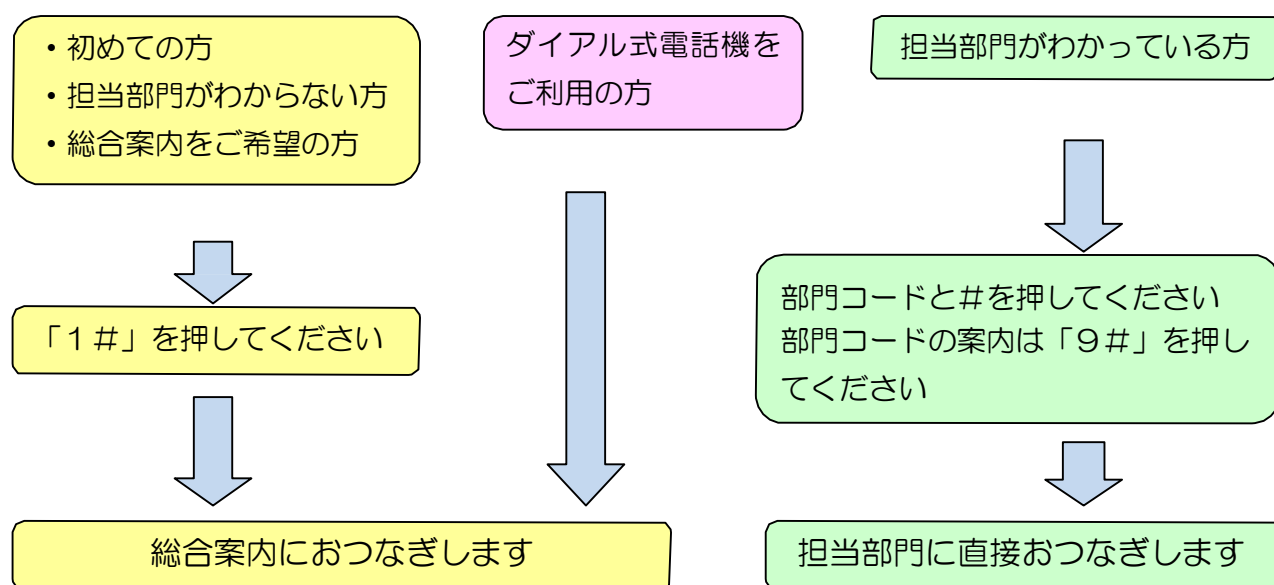 ・初めての方
・担当部門がわからない方
・総合案内をご希望の方
「1#」を押してください
ダイアル式電話機を
ご利用の方
総合案内におつなぎします
担当部門がわかっている方
部門コードと#を押してください
部門コードの案内は「9#」を押し
てください
担当部門に直接おつなぎします